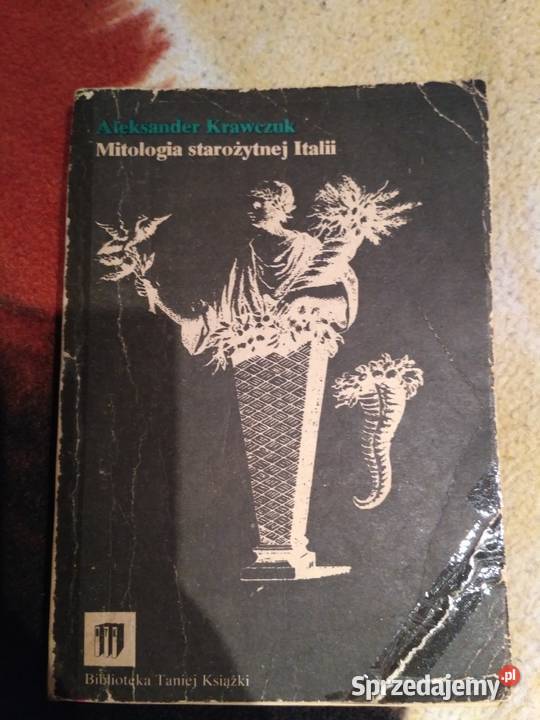 Aleksander Krawczuk
Mitologia starożytnej Italii
Biblioteka Taniej Książki
Sprzedajemy.pl